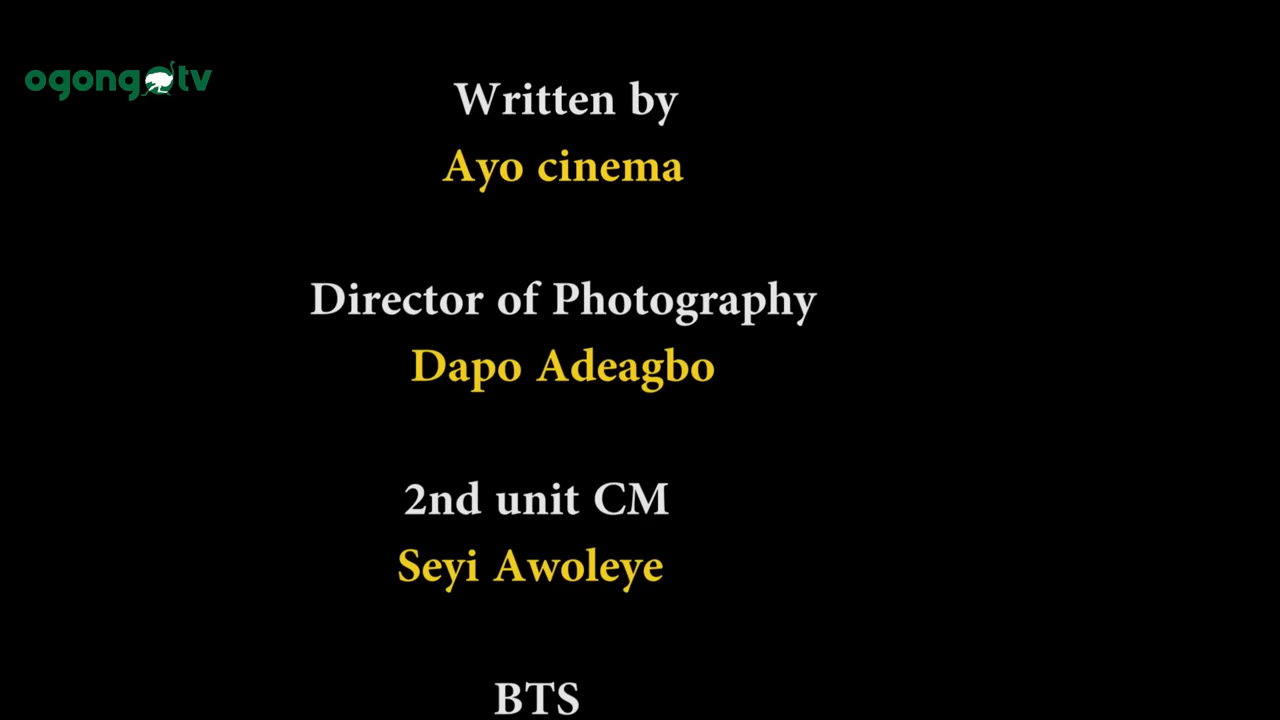 ogongotv
Written by
Ayo cinema
Director of Photography
Dapo Adeagbo
2nd unit CM
Seyi Awoleye
BTS